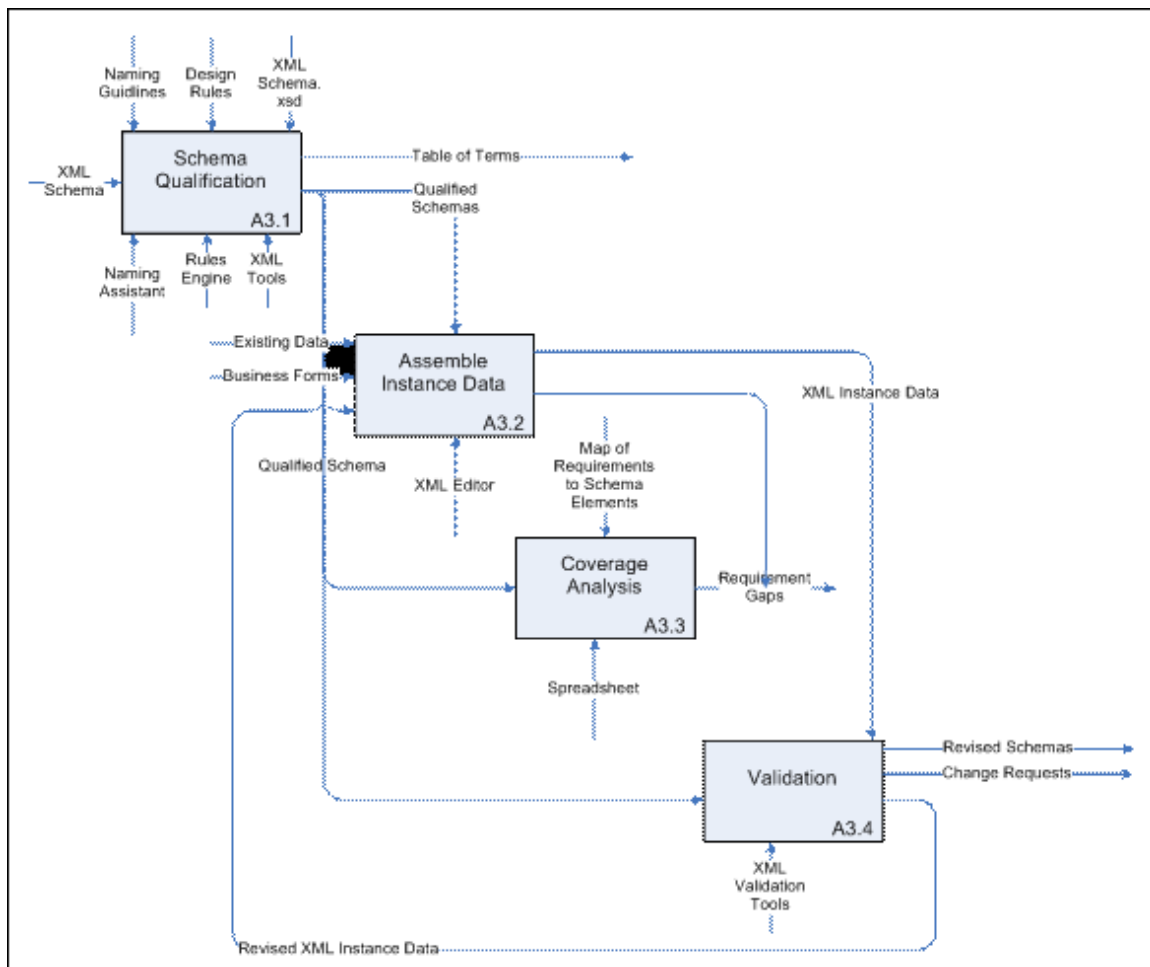 Naming
Guidlines
Design
Rules
XML
Schema.
xsd
XML
Schema
Schema
Qualification
A3.1
Table of Terms
Qualified
Schemas
Naming
Assistant
Rules
Engine
XML
Tools
Existing Data
Business Forms
Assemble
Instance Data
A3.2
XML Instance Data
Qualified Schema
XML Editor
Map of
Requirements
to Schema
Elements
Coverage
Analysis
A3.3
Requirement
Gaps
Spreadsheet
Validation
A3.4
Revised Schemas
Change Requests
XML
Validation
Tools
Revised XML Instance Data